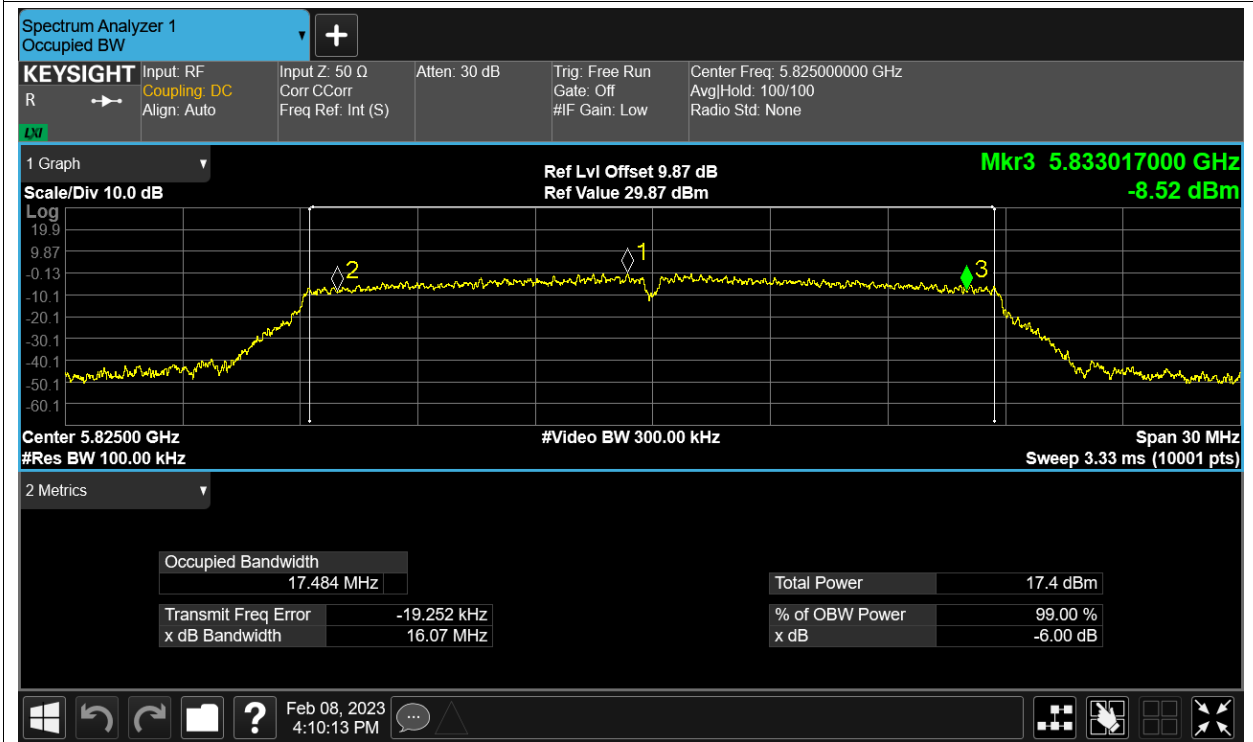 Spectrum Analyzer 1
Occupied BW
KEYSIGHT
R
LXI
Input: RF
Coupling: DC
Align: Auto
Input Z: 50 Ω
Corr CCorr
Freq Ref: Int (S)
Atten: 30 dB
Trig: Free Run
Gate: Off
#IF Gain: Low
Center Freq: 5.825000000 GHz
Avg|Hold: 100/100
Radio Std: None
1 Graph
Scale/Div 10.0 dB
Ref Lvl Offset 9.87 dB
Ref Value 29.87 dBm
Mkr3 5.833017000 GHz
-8.52 dBm
Log
19.9
9.87
-0.13
-10.1
-20.1
-30.1
-40.1
-50.1
-60.1
2
1
3
Center 5.82500 GHz
#Res BW 100.00 kHz
#Video BW 300.00 kHz
Span 30 MHz
Sweep 3.33 ms (10001 pts)
2 Metrics
Occupied Bandwidth
17.484 MHz
Transmit Freq Error -19.252 kHz
x dB Bandwidth 16.07 MHz
Total Power 17.4 dBm
% of OBW Power 99.00 %
x dB -6.00 dB
?
Feb 08, 2023
4:10:13 PM